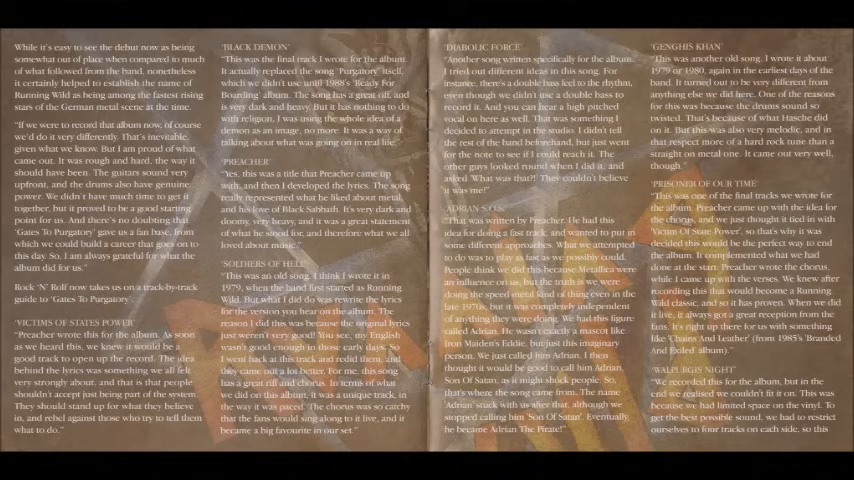 While it's easy to see the debut now as being
somewhat out of place when compared to much
of what followed from the band, nonetheless
it certainly helped to establish the name of
Running Wild as being among the fastest rising
stars of the German metal scene at the time.
"If we were to record that album now, of course
we'd do it very differently. That's inevitable,
given what we know. But I am proud of what
came out. It was rough and hard, the way it
should have been. The guitars sound very
upfront, and the drums also have genuine
power. We didn't have much time to get it
together, but it proved to be a good starting
point for us. And there's no doubting that
'Gates To Purgatory' gave us a fan base, from
which we could build a career that goes on to
this day. So, I am always grateful for what the
album did for us."
Rock 'N' Rolf now takes us on a track-by-track
guide to 'Gates To Purgatory'.
'VICTIMS OF STATES POWER'
"Preacher wrote this for the album. As soon
as we heard this, we knew it would be a
good track to open up the record. The idea
behind the lyrics was something we all felt
very strongly about, and that is that people
shouldn't accept just being part of the system.
They should stand up for what they believe
in, and rebel against those who try to tell them
what to do."
'BLACK DEMON'
"This was the final track I wrote for the album.
It actually replaced the song 'Purgatory' itself,
which we didn't use until 1988's 'Ready For
Boarding' album. The song has a great riff, and
is very dark and heavy. But it has nothing to do
with religion. I was using the whole idea of a
demon as an image, no more. It was a way of
talking about what was going on in real life."
'PREACHER'
"Yes, this was a title that Preacher came up
with, and then I developed the lyrics. The song
really represented what he liked about metal,
and his love of Black Sabbath. It's very dark and
doomy, very heavy, and it was a great statement
of what he stood for, and therefore what we all
loved about music."
'SOLDIERS OF HELL'
"This was an old song. I think I wrote it in
1979, when the band first started as Running
Wild. But what I did do was rewrite the lyrics
for the version you hear on the album. The
reason I did this was because the original lyrics
just weren't very good! You see, my English
wasn't good enough in those early days. So
I went back at this track and redid them, and
they came out a lot better. For me, this song
has a great riff and chorus. In terms of what
we did on this album, it was a unique track, in
the way it was paced. The chorus was so catchy
that the fans would sing along to it live, and it
became a big favourite in our set."
'DIABOLIC FORCE'
"Another song written specifically for the album.
I tried out different ideas in this song. For
instance, there's a double bass feel to the rhythm,
even though we didn't use a double bass to
record it. And you can hear a high pitched
vocal on here as well. That was something I
decided to attempt in the studio. I didn't tell
the rest of the band beforehand, but just went
for the note to see if I could reach it. The
other guys looked round when I did it, and
asked 'What was that?!' They couldn't believe
it was me!"
'ADRIAN S.O.S.'
"That was written by Preacher. He had this
idea for doing a fast track, and wanted to put in
some different approaches. What we attempted
to do was to play as fast as we possibly could.
People think we did this because Metallica were
an influence on us, but the truth is we were
doing the speed metal kind of thing even in the
late 1970s, but it was completely independent
of anything they were doing. We had this figure
called Adrian. He wasn't exactly a mascot like
Iron Maiden's Eddie, but just this imaginary
person. We just called him Adrian, I then
thought it would be good to call him Adrian,
Son Of Satan, as it might shock people. So,
that's where the song came from. The name
'Adrian' stuck with us after that, although we
stopped calling him 'Son Of Satan'. Eventually,
he became Adrian The Pirate!"
'GENGHIS KHAN'
"This was another old song. I wrote it about
1979 or 1980, again in the earliest days of the
band. It turned out to be very different from
anything else we did here. One of the reasons
for this was because the drums sound so
twisted. That's because of what Hasche did
on it. But this was also very melodic, and in
that respect more of a hard rock tune than a
straight on metal one. It came out very well,
though."
'PRISONER OF OUR TIME'
"This was one of the final tracks we wrote for
the album. Preacher came up with the idea for
the chorus, and we just thought it tied in with
'Victim Of State Power', so that's why it was
decided this would be the perfect way to end
the album. It complemented what we had
done at the start. Preacher wrote the chorus,
while I came up with the verses. We knew after
recording this that it would become a Running
Wild classic, and so it has proven. When we did
it live, it always got a great reception from the
fans. It's right up there for us with something
like 'Chains And Leather' (from 1985's 'Branded
And Exiled' album)."
'WALPURGIS NIGHT'
"We recorded this for the album, but in the
end we realised we couldn't fit it on. This was
because we had limited space on the vinyl. To
get the best possible sound, we had to restrict
ourselves to four tracks on each side, so this